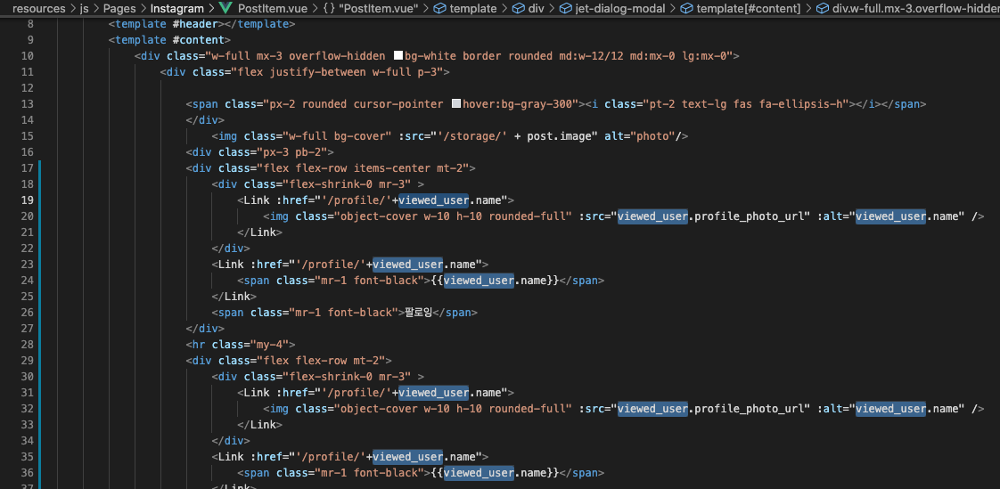 resources > js > Pages > Instagram > PostItem.vue > {} "PostItem.vue" > template > div > jet-dialog-modal > template[#content] > div.w-full.mx-3.overflow-hidden
8 <template #header></template>
9 <template #content>
10 <div class="w-full mx-3 overflow-hidden bg-white border rounded md:w-12/12 md:mx-0 lg:mx-0">
11 <div class="flex justify-between w-full p-3">
12
13 <span class="px-2 rounded cursor-pointer hover:bg-gray-300"><i class="pt-2 text-lg fas fa-ellipsis-h"></i></span>
14 </div>
15 <img class="w-full bg-cover" :src="'/storage/' + post.image" alt="photo"/>
16 <div class="px-3 pb-2">
17 <div class="flex flex-row items-center mt-2">
18 <div class="flex-shrink-0 mr-3" >
19 <Link :href="'/profile/'+viewed_user.name">
20 <img class="object-cover w-10 h-10 rounded-full" :src="viewed_user.profile_photo_url" :alt="viewed_user.name" />
21 </Link>
22 </div>
23 <Link :href="'/profile/'+viewed_user.name">
24 <span class="mr-1 font-black">{{viewed_user.name}}</span>
25 </Link>
26 <span class="mr-1 font-black">팔로잉</span>
27 </div>
28 <hr class="my-4">
29 <div class="flex flex-row mt-2">
30 <div class="flex-shrink-0 mr-3" >
31 <Link :href="'/profile/'+viewed_user.name">
32 <img class="object-cover w-10 h-10 rounded-full" :src="viewed_user.profile_photo_url" :alt="viewed_user.name" />
33 </Link>
34 </div>
35 <Link :href="'/profile/'+viewed_user.name">
36 <span class="mr-1 font-black">{{viewed_user.name}}</span>
37 </Link>